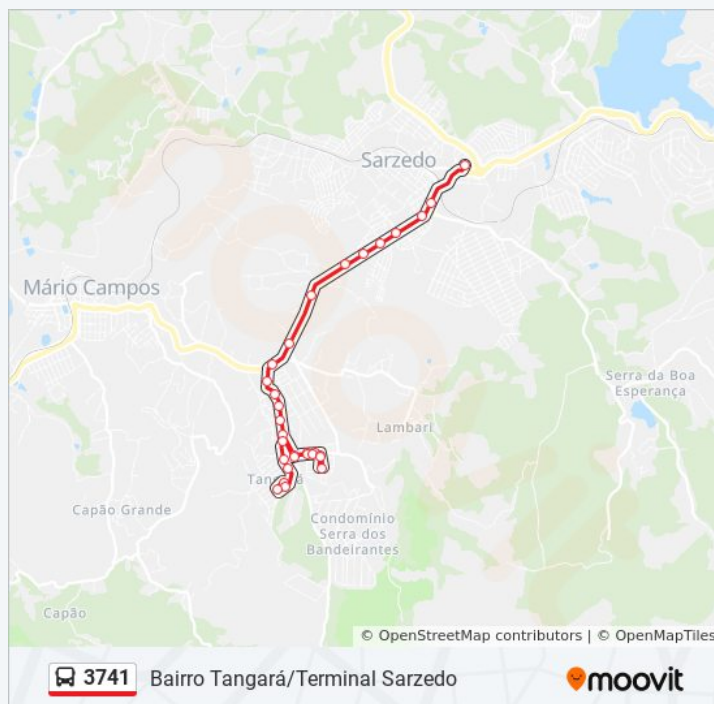 Sarzedo
Mário Campos
Serra da Boa
Esperança
Lambari
Capão Grande
Condomínio
Serra dos
Bandeirantes
Capão
© OpenStreetMap contributors | © OpenMapTiles
3741 Bairro Tangará/Terminal Sarzedo
moovit